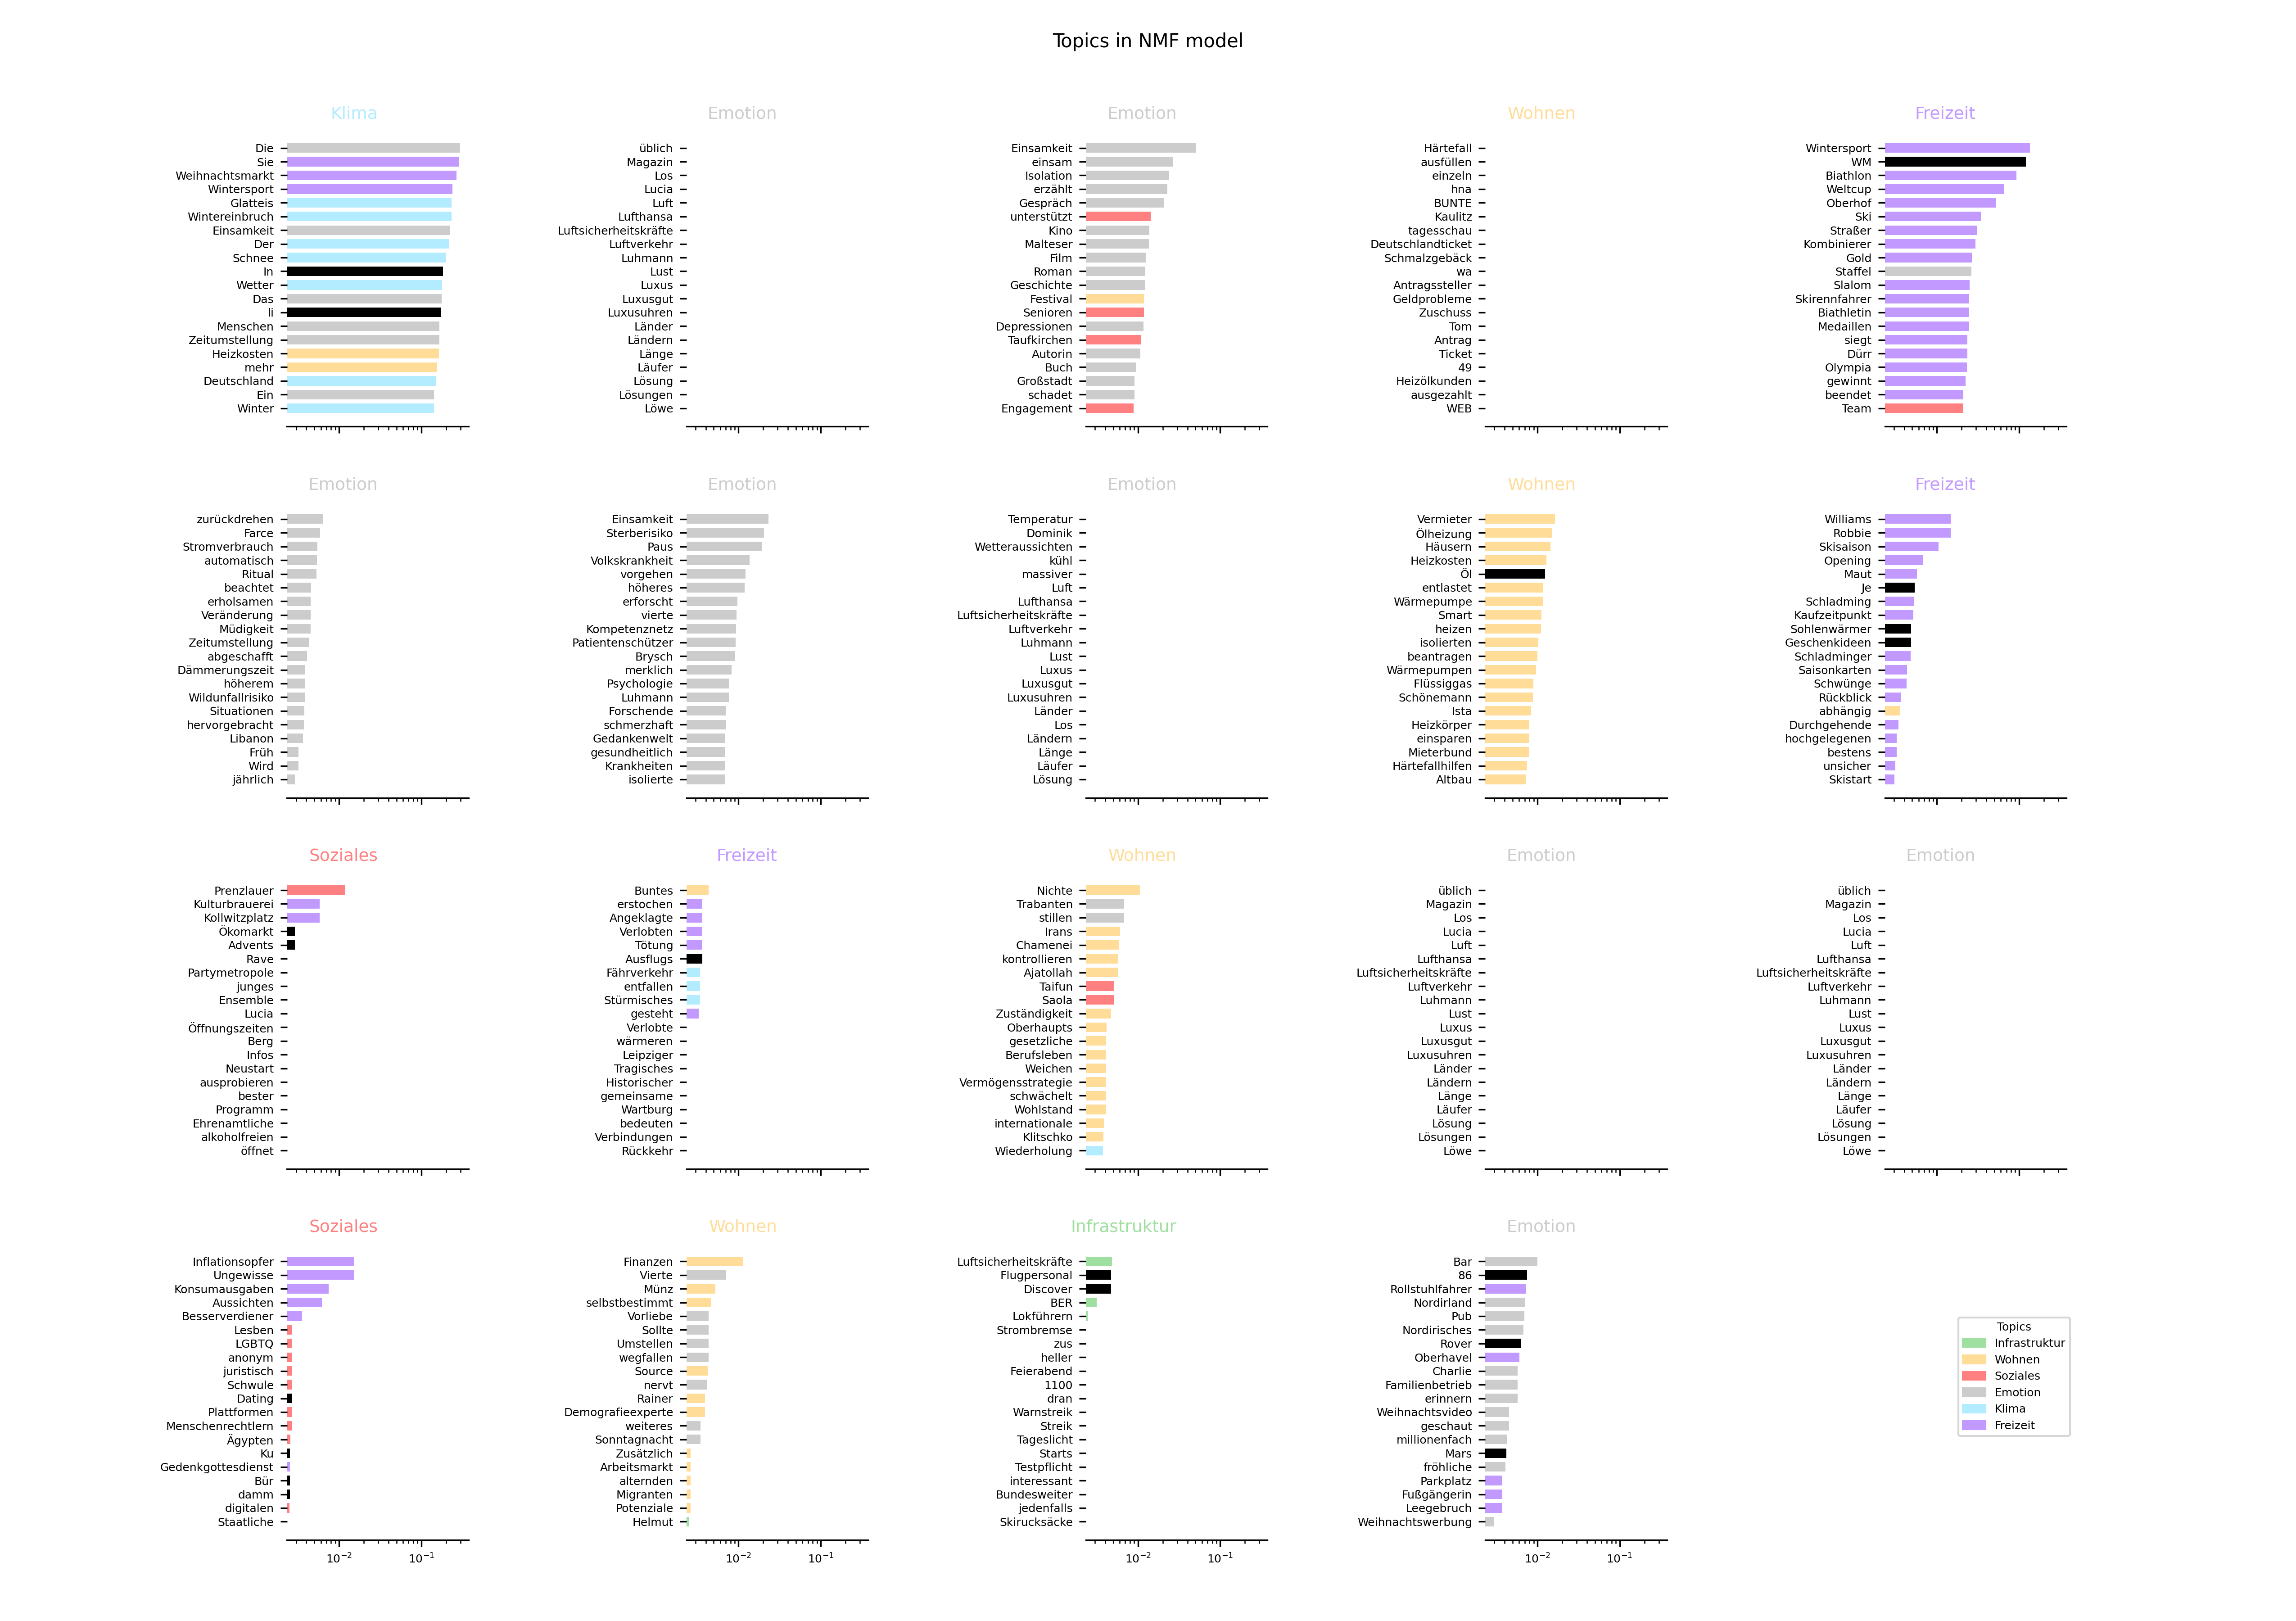 Topics in NMF model
Klima
Die
Sie
Weihnachtsmarkt
Wintersport
Glatteis
Wintereinbruch
Einsamkeit
Der
Schnee
In
Wetter
Das
li
Menschen
Zeitumstellung
Heizkosten
mehr
Deutschland
Ein
Winter
Emotion
üblich
Magazin
Los
Lucia
Luft
Lufthansa
Luftsicherheitskräfte
Luftverkehr
Luhmann
Lust
Luxus
Luxusgut
Luxusuhren
Länder
Ländern
Länge
Läufer
Lösung
Lösungen
Löwe
Emotion
Einsamkeit
einsam
Isolation
erzählt
Gespräch
unterstützt
Kino
Malteser
Film
Roman
Geschichte
Festival
Senioren
Depressionen
Taufkirchen
Autorin
Buch
Großstadt
schadet
Engagement
Wohnen
Härtefall
ausfüllen
einzeln
hna
BUNTE
Kaulitz
tagesschau
Deutschlandticket
Schmalzgebäck
wa
Antragssteller
Geldprobleme
Zuschuss
Tom
Antrag
Ticket
49
Heizölkunden
ausgezahlt
WEB
Freizeit
Wintersport
WM
Biathlon
Weltcup
Oberhof
Ski
Straßer
Kombinierer
Gold
Staffel
Slalom
Skirennfahrer
Biathletin
Medaillen
siegt
Dürr
Olympia
gewinnt
beendet
Team
Emotion
zurückdrehen
Farce
Stromverbrauch
automatisch
Ritual
beachtet
erholsamen
Veränderung
Müdigkeit
Zeitumstellung
abgeschafft
Dämmerungszeit
höherem
Wildunfallrisiko
Situationen
hervorgebracht
Libanon
Früh
Wird
jährlich
Emotion
Einsamkeit
Sterberisiko
Paus
Volkskrankheit
vorgehen
höheres
erforscht
vierte
Kompetenznetz
Patientenschützer
Brysch
merklich
Psychologie
Luhmann
Forschende
schmerzhaft
Gedankenwelt
gesundheitlich
Krankheiten
isolierte
Emotion
Temperatur
Dominik
Wetteraussichten
kühl
massiver
Luft
Lufthansa
Luftsicherheitskräfte
Luftverkehr
Luhmann
Lust
Luxus
Luxusgut
Luxusuhren
Länder
Los
Ländern
Länge
Läufer
Lösung
Wohnen
Vermieter
Ölheizung
Häusern
Heizkosten
Öl
entlastet
Wärmepumpe
Smart
heizen
isolierten
beantragen
Wärmepumpen
Flüssiggas
Schönemann
Ista
Heizkörper
einsparen
Mieterbund
Härtefallhilfen
Altbau
Freizeit
Williams
Robbie
Skisaison
Opening
Maut
Je
Schladming
Kaufzeitpunkt
Sohlenwärmer
Geschenkideen
Schladminger
Saisonkarten
Schwünge
Rückblick
abhängig
Durchgehende
hochgelegenen
bestens
unsicher
Skistart
Soziales
Prenzlauer
Kulturbrauerei
Kollwitzplatz
Ökomarkt
Advents
Rave
Partymetropole
junges
Ensemble
Lucia
Öffnungszeiten
Berg
Infos
Neustart
ausprobieren
bester
Programm
Ehrenamtliche
alkoholfreien
öffnet
Freizeit
Buntes
erstochen
Angeklagte
Verlobten
Tötung
Ausflugs
Fährverkehr
entfallen
Stürmisches
gesteht
Verlobte
wärmeren
Leipziger
Tragisches
Historischer
gemeinsame
Wartburg
bedeuten
Verbindungen
Rückkehr
Wohnen
Nichte
Trabanten
stillen
Irans
Chamenei
kontrollieren
Ajatollah
Taifun
Saola
Zuständigkeit
Oberhaupts
gesetzliche
Berufsleben
Weichen
Vermögensstrategie
schwächelt
Wohlstand
internationale
Klitschko
Wiederholung
Emotion
üblich
Magazin
Los
Lucia
Luft
Lufthansa
Luftsicherheitskräfte
Luftverkehr
Luhmann
Lust
Luxus
Luxusgut
Luxusuhren
Länder
Ländern
Länge
Läufer
Lösung
Lösungen
Löwe
Emotion
üblich
Magazin
Los
Lucia
Luft
Lufthansa
Luftsicherheitskräfte
Luftverkehr
Luhmann
Lust
Luxus
Luxusgut
Luxusuhren
Länder
Ländern
Länge
Läufer
Lösung
Lösungen
Löwe
Soziales
Inflationsopfer
Ungewisse
Konsumausgaben
Aussichten
Besserverdiener
Lesben
LGBTQ
anonym
juristisch
Schwule
Dating
Plattformen
Menschenrechtlern
Ägypten
Ku
Gedenkgottesdienst
Bür
damm
digitalen
Staatliche
10⁻² 10⁻¹
Wohnen
Finanzen
Vierte
Münz
selbstbestimmt
Vorliebe
Sollte
Umstellen
wegfallen
Source
nervt
Rainer
Demografieexperte
weiteres
Sonntagnacht
Zusätzlich
Arbeitsmarkt
alternden
Migranten
Potenziale
Helmut
10⁻² 10⁻¹
Infrastruktur
Luftsicherheitskräfte
Flugpersonal
Discover
BER
Lokführern
Strombremse
zus
heller
Feierabend
1100
dran
Warnstreik
Streik
Tageslicht
Starts
Testpflicht
interessant
Bundesweiter
jedenfalls
Skirucksäcke
10⁻² 10⁻¹
Emotion
Bar
86
Rollstuhlfahrer
Nordirland
Pub
Nordirisches
Rover
Oberhavel
Charlie
Familienbetrieb
erinnern
Weihnachtsvideo
geschaut
millionenfach
Mars
fröhliche
Parkplatz
Fußgängerin
Leegebruch
Weihnachtswerbung
10⁻² 10⁻¹
Topics
Infrastruktur
Wohnen
Soziales
Emotion
Klima
Freizeit